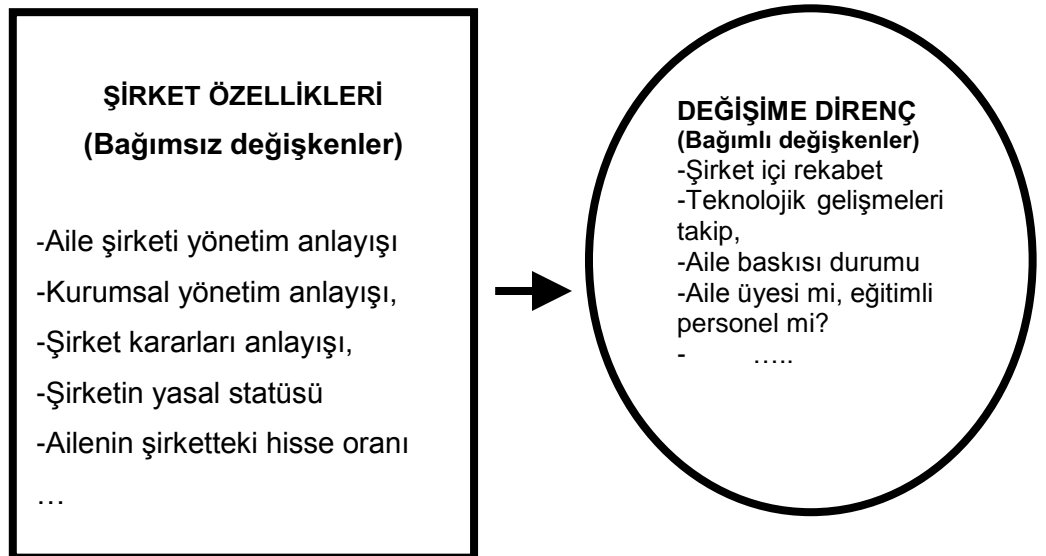 ŞİRKET ÖZELLİKLERİ
(Bağımsız değişkenler)
-Aile şirketi yönetim anlayışı
-Kurumsal yönetim anlayışı,
-Şirket kararları anlayışı,
-Şirketin yasal statüsü
-Ailenin şirketteki hisse oranı
…
DEĞİŞİME DİRENÇ
(Bağımlı değişkenler)
-Şirket içi rekabet
-Teknolojik gelişmeleri
takip,
-Aile baskısı durumu
-Aile üyesi mi, eğitimli
personel mi?
- …..